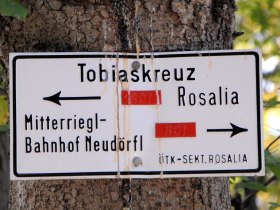 Tobiaskreuz
Rosalia
Mitterriegl-
Bahnhof Neudörfl
ÖTK-SEKT.ROSALIA